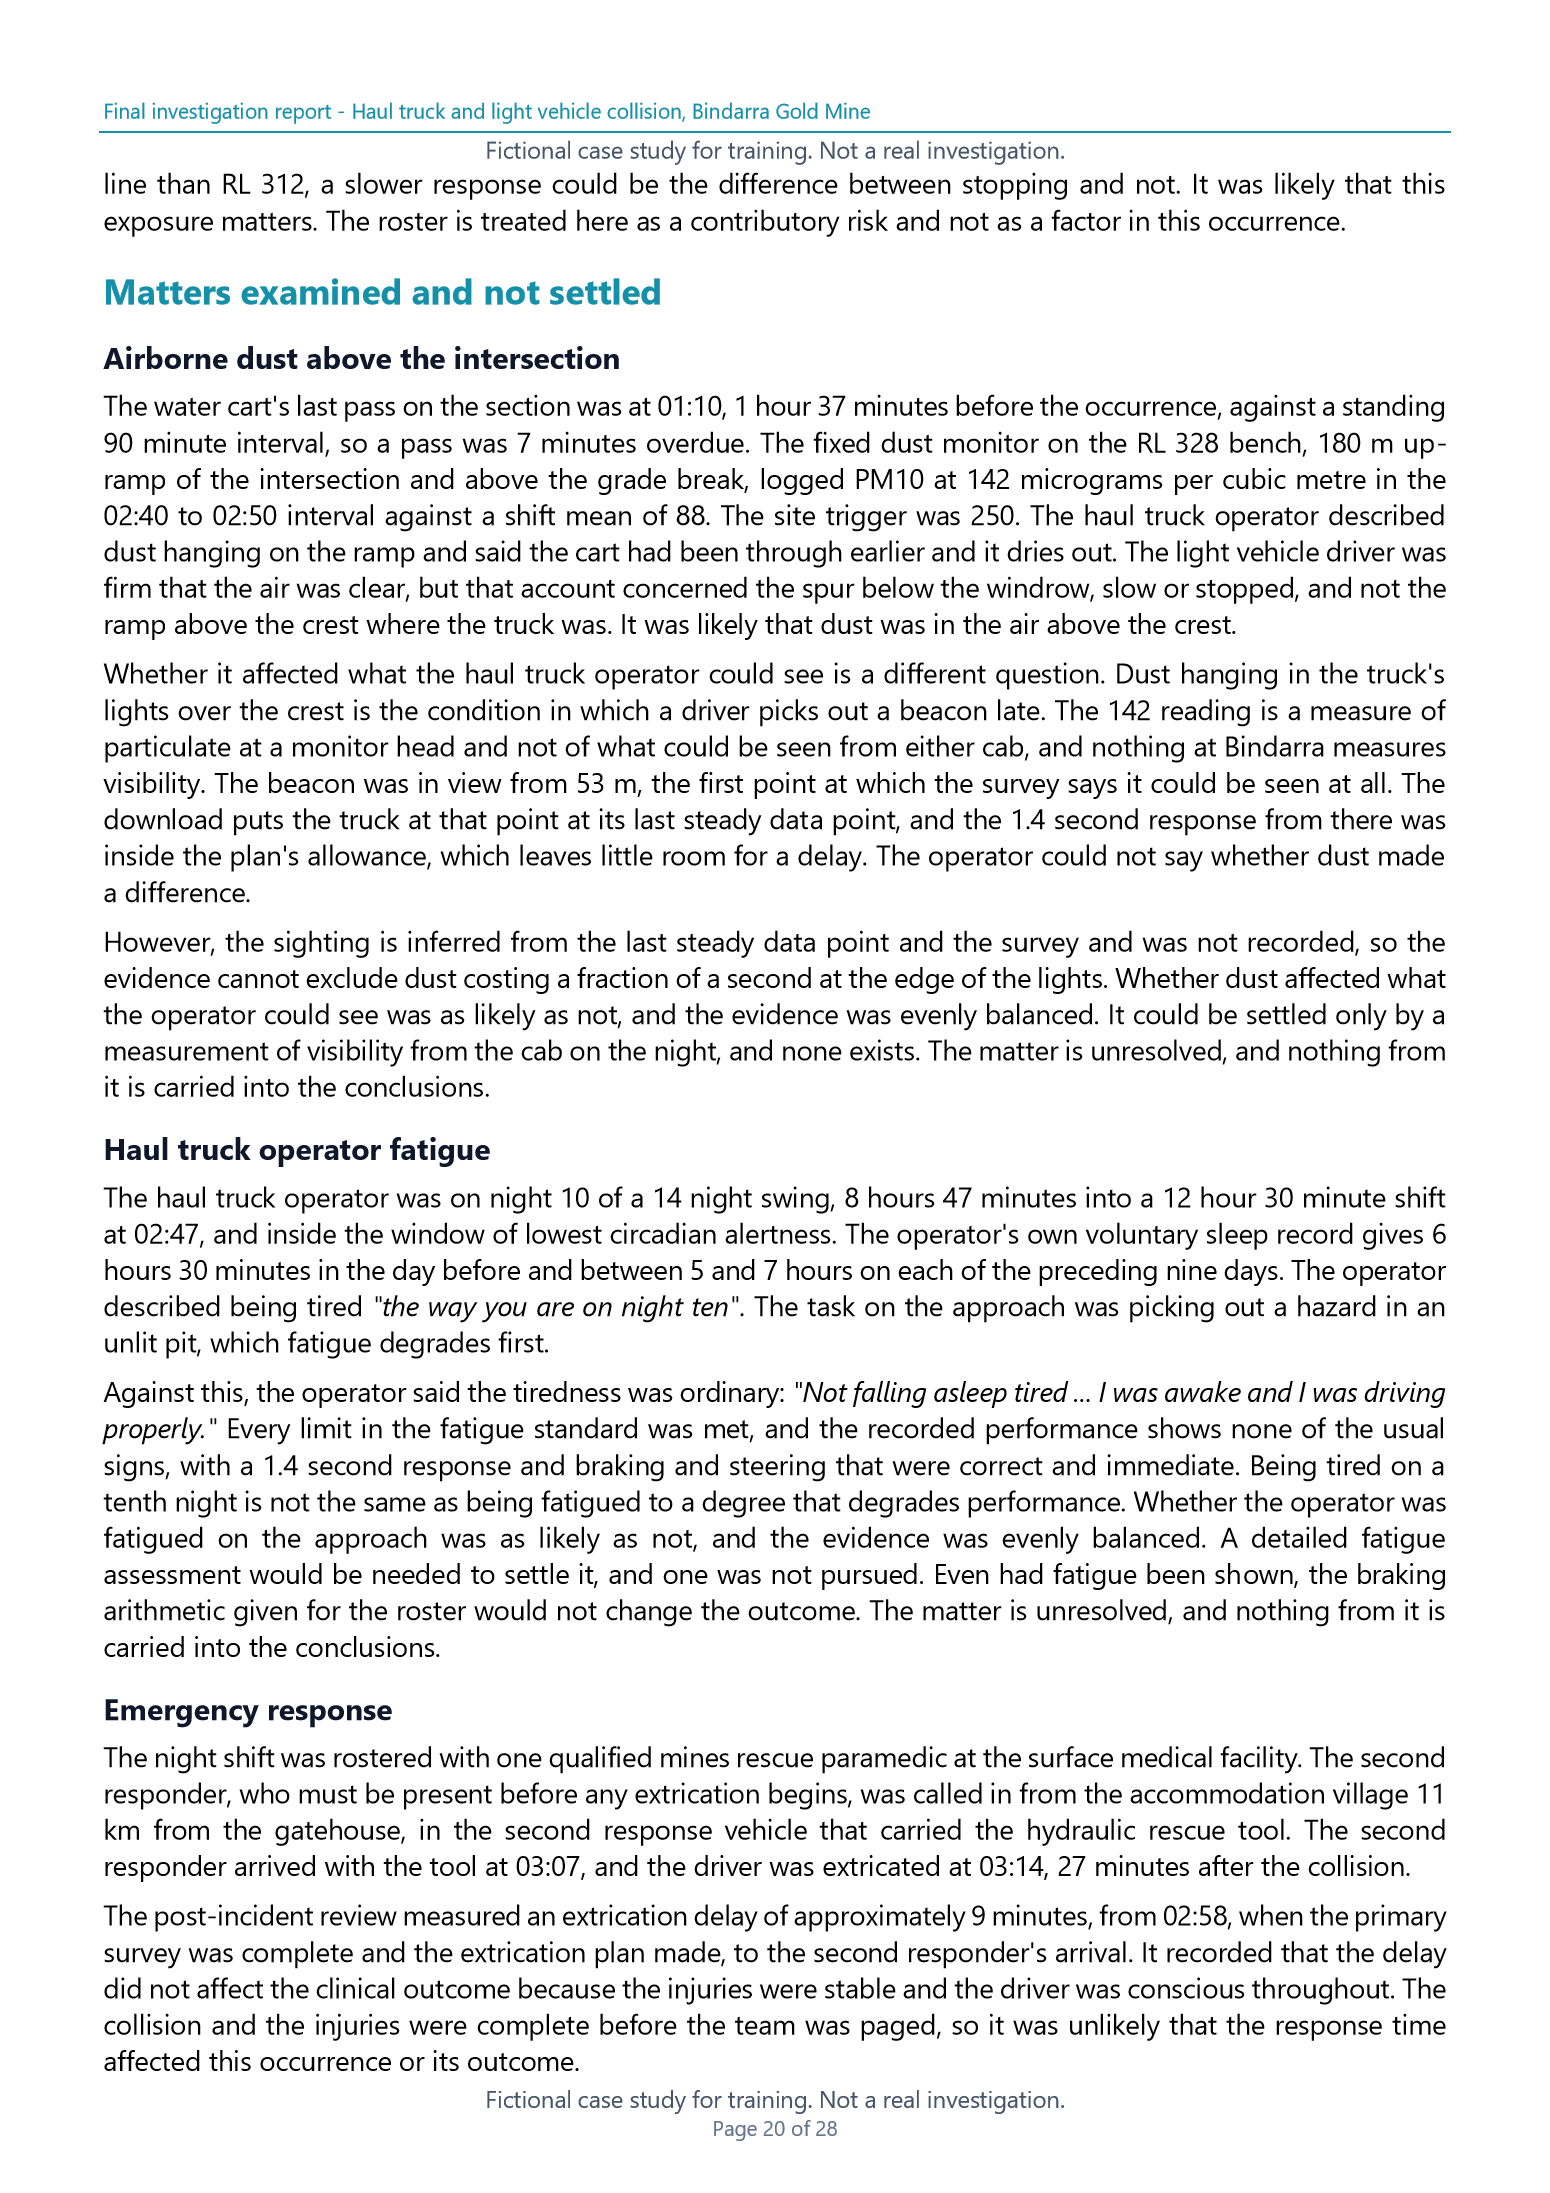 Final investigation report - Haul truck and light vehicle collision, Bindarra Gold Mine
Fictional case study for training. Not a real investigation.
line than RL 312, a slower response could be the difference between stopping and not. It was likely that this
exposure matters. The roster is treated here as a contributory risk and not as a factor in this occurrence.
Matters examined and not settled
Airborne dust above the intersection
The water cart's last pass on the section was at 01:10, 1 hour 37 minutes before the occurrence, against a standing
90 minute interval, so a pass was 7 minutes overdue. The fixed dust monitor on the RL 328 bench, 180 m up-
ramp of the intersection and above the grade break, logged PM10 at 142 micrograms per cubic metre in the
02:40 to 02:50 interval against a shift mean of 88. The site trigger was 250. The haul truck operator described
dust hanging on the ramp and said the cart had been through earlier and it dries out. The light vehicle driver was
firm that the air was clear, but that account concerned the spur below the windrow, slow or stopped, and not the
ramp above the crest where the truck was. It was likely that dust was in the air above the crest.
Whether it affected what the haul truck operator could see is a different question. Dust hanging in the truck's
lights over the crest is the condition in which a driver picks out a beacon late. The 142 reading is a measure of
particulate at a monitor head and not of what could be seen from either cab, and nothing at Bindarra measures
visibility. The beacon was in view from 53 m, the first point at which the survey says it could be seen at all. The
download puts the truck at that point at its last steady data point, and the 1.4 second response from there was
inside the plan's allowance, which leaves little room for a delay. The operator could not say whether dust made
a difference.
However, the sighting is inferred from the last steady data point and the survey and was not recorded, so the
evidence cannot exclude dust costing a fraction of a second at the edge of the lights. Whether dust affected what
the operator could see was as likely as not, and the evidence was evenly balanced. It could be settled only by a
measurement of visibility from the cab on the night, and none exists. The matter is unresolved, and nothing from
it is carried into the conclusions.
Haul truck operator fatigue
The haul truck operator was on night 10 of a 14 night swing, 8 hours 47 minutes into a 12 hour 30 minute shift
at 02:47, and inside the window of lowest circadian alertness. The operator's own voluntary sleep record gives 6
hours 30 minutes in the day before and between 5 and 7 hours on each of the preceding nine days. The operator
described being tired "the way you are on night ten". The task on the approach was picking out a hazard in an
unlit pit, which fatigue degrades first.
Against this, the operator said the tiredness was ordinary: "Not falling asleep tired ... I was awake and I was driving
properly." Every limit in the fatigue standard was met, and the recorded performance shows none of the usual
signs, with a 1.4 second response and braking and steering that were correct and immediate. Being tired on a
tenth night is not the same as being fatigued to a degree that degrades performance. Whether the operator was
fatigued on the approach was as likely as not, and the evidence was evenly balanced. A detailed fatigue
assessment would be needed to settle it, and one was not pursued. Even had fatigue been shown, the braking
arithmetic given for the roster would not change the outcome. The matter is unresolved, and nothing from it is
carried into the conclusions.
Emergency response
The night shift was rostered with one qualified mines rescue paramedic at the surface medical facility. The second
responder, who must be present before any extrication begins, was called in from the accommodation village 11
km from the gatehouse, in the second response vehicle that carried the hydraulic rescue tool. The second
responder arrived with the tool at 03:07, and the driver was extricated at 03:14, 27 minutes after the collision.
The post-incident review measured an extrication delay of approximately 9 minutes, from 02:58, when the primary
survey was complete and the extrication plan made, to the second responder's arrival. It recorded that the delay
did not affect the clinical outcome because the injuries were stable and the driver was conscious throughout. The
collision and the injuries were complete before the team was paged, so it was unlikely that the response time
affected this occurrence or its outcome.
Fictional case study for training. Not a real investigation.
Page 20 of 28